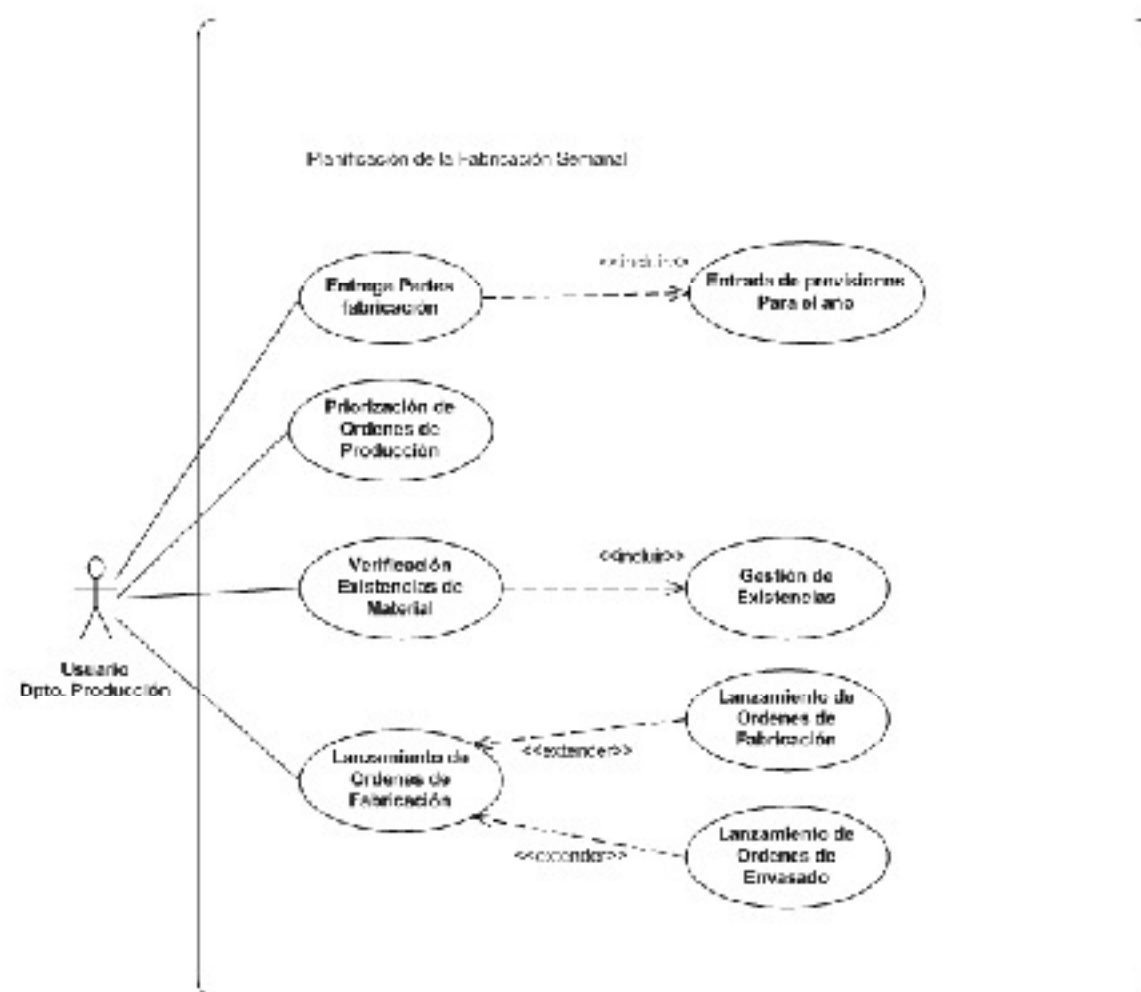 Planificación de la Fabricación Semanal
Entrega Partes
fabricación
<<incluir>>
Entrada de previsiones
Para el año
Priorización de
Ordenes de
Producción
Verificación
Existencias de
Material
<<incluir>>
Gestión de
Existencias
Usuario
Dpto. Producción
Lanzamiento de
Ordenes de
Fabricación
<<extender>>
Lanzamiento de
Ordenes de
Fabricación
<<extender>>
Lanzamiento de
Ordenes de
Envasado